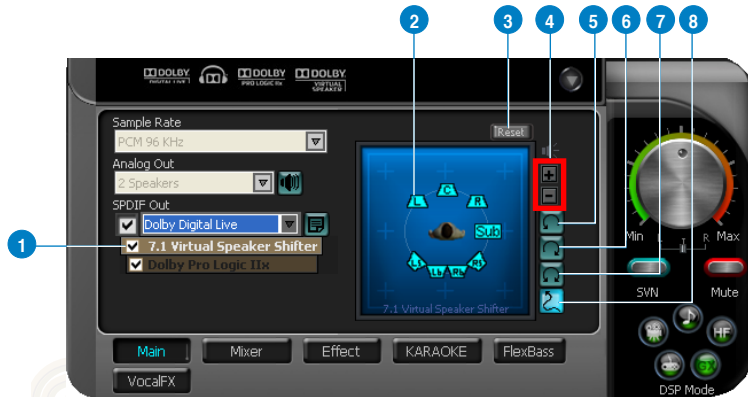 2 3 4 5 6 7 8
DOLBY DIGITAL LIVE
DOLBY PRO LOGIC IIx
DOLBY VIRTUAL SPEAKER
Sample Rate
PCM 96 KHz
Reset
Analog Out
2 Speakers
SPDIF Out
Dolby Digital Live
1
7.1 Virtual Speaker Shifter
Dolby Pro Logic IIx
L C R
Sub
Ls Lb Rb Rs
7.1 Virtual Speaker Shifter
Min L T R Max
SVN Mute
HF
DSP Mode
Main Mixer Effect KARAOKE FlexBass
VocalFX